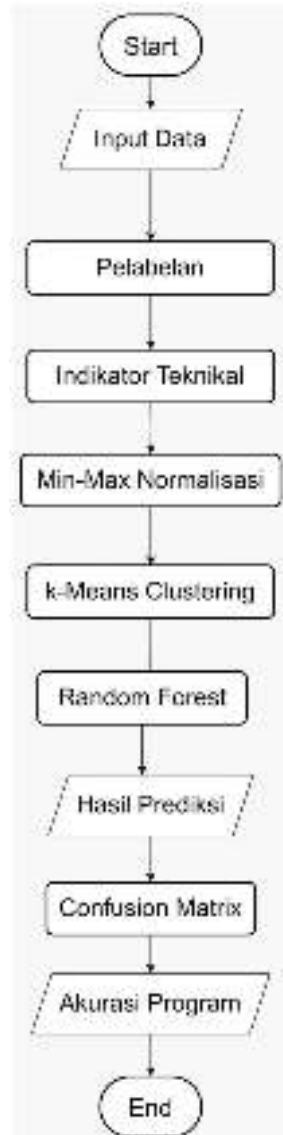 Start
Input Data
Pelabelan
Indikator Teknikal
Min-Max Normalisasi
k-Means Clustering
Random Forest
Hasil Prediksi
Confusion Matrix
Akurasi Program
End